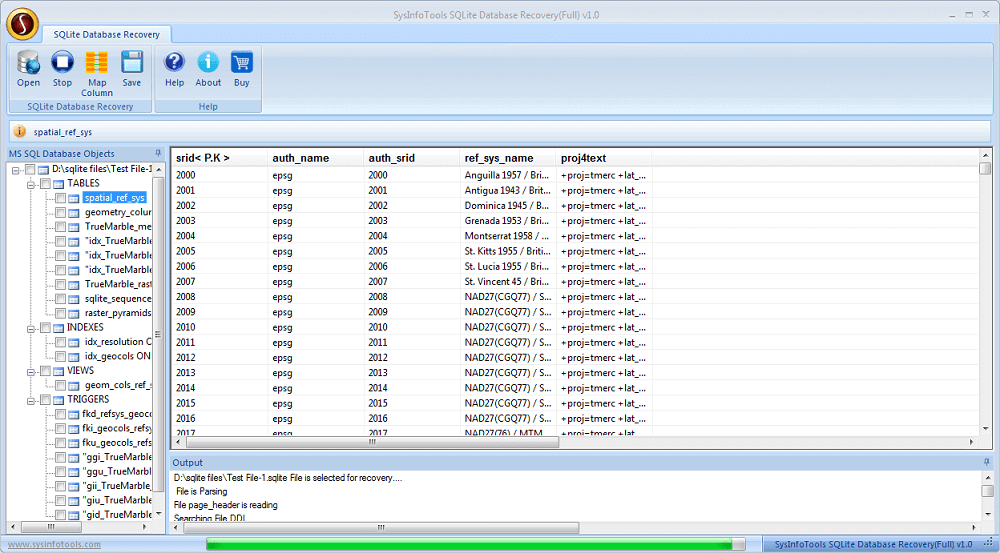 SysInfoTools SQLite Database Recovery(Full) v1.0
SQLite Database Recovery
Open Stop Map Column Save Help About Buy
SQLite Database Recovery Help
spatial_ref_sys
MS SQL Database Objects
D:\sqlite files\Test File-1
TABLES
spatial_ref_sys
geometry_colu
TrueMarble_me
"idx_TrueMarble
"idx_TrueMarble
"idx_TrueMarble
TrueMarble_rast
sqlite_sequence
raster_pyramids
INDEXES
idx_resolution O
idx_geocols ON
VIEWS
geom_cols_ref_s
TRIGGERS
fkd_refsys_geoco
fki_geocols_refsy
fku_geocols_refs
"ggi_TrueMarbl
"ggu_TrueMarbl
"gii_TrueMarble
"giu_TrueMarbl
"gid_TrueMarbl
srid< P.K > auth_name auth_srid ref_sys_name proj4text
2000 epsg 2000 Anguilla 1957 / Brit... +proj=tmerc +lat_...
2001 epsg 2001 Antigua 1943 / Brit... +proj=tmerc +lat_...
2002 epsg 2002 Dominica 1945 / Bri... +proj=tmerc +lat_...
2003 epsg 2003 Grenada 1953 / Bri... +proj=tmerc +lat_...
2004 epsg 2004 Montserrat 1958 / ... +proj=tmerc +lat_...
2005 epsg 2005 St. Kitts 1955 / Briti... +proj=tmerc +lat_...
2006 epsg 2006 St. Lucia 1955 / Brit... +proj=tmerc +lat_...
2007 epsg 2007 St. Vincent 45 / Brit... +proj=tmerc +lat_...
2008 epsg 2008 NAD27(CGQ77) / S... +proj=tmerc +lat_...
2009 epsg 2009 NAD27(CGQ77) / S... +proj=tmerc +lat_...
2010 epsg 2010 NAD27(CGQ77) / S... +proj=tmerc +lat_...
2011 epsg 2011 NAD27(CGQ77) / S... +proj=tmerc +lat_...
2012 epsg 2012 NAD27(CGQ77) / S... +proj=tmerc +lat_...
2013 epsg 2013 NAD27(CGQ77) / S... +proj=tmerc +lat_...
2014 epsg 2014 NAD27(CGQ77) / S... +proj=tmerc +lat_...
2015 epsg 2015 NAD27(CGQ77) / S... +proj=tmerc +lat_...
2016 epsg 2016 NAD27(CGQ77) / S... +proj=tmerc +lat_...
2017 epsg 2017 NAD27(76) / MTM +proj=tmerc +lat
Output
D:\sqlite files\Test File-1.sqlite File is selected for recovery....
File is Parsing
File page_header is reading
Searching File DDL
www.sysinfotools.com
SysInfoTools SQLite Database Recovery(Full) v1.0